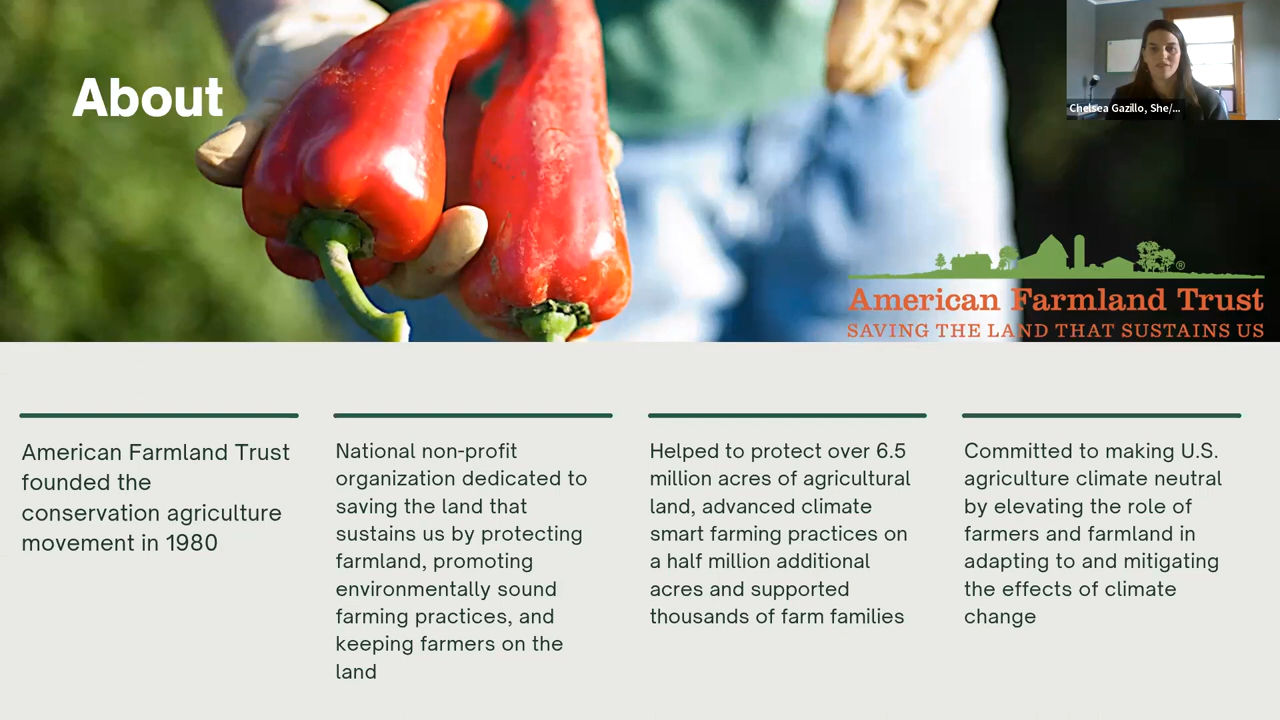 About
Chelsea Gazillo, She/...
American Farmland Trust
SAVING THE LAND THAT SUSTAINS US
American Farmland Trust
founded the
conservation agriculture
movement in 1980
National non-profit
organization dedicated to
saving the land that
sustains us by protecting
farmland, promoting
environmentally sound
farming practices, and
keeping farmers on the
land
Helped to protect over 6.5
million acres of agricultural
land, advanced climate
smart farming practices on
a half million additional
acres and supported
thousands of farm families
Committed to making U.S.
agriculture climate neutral
by elevating the role of
farmers and farmland in
adapting to and mitigating
the effects of climate
change